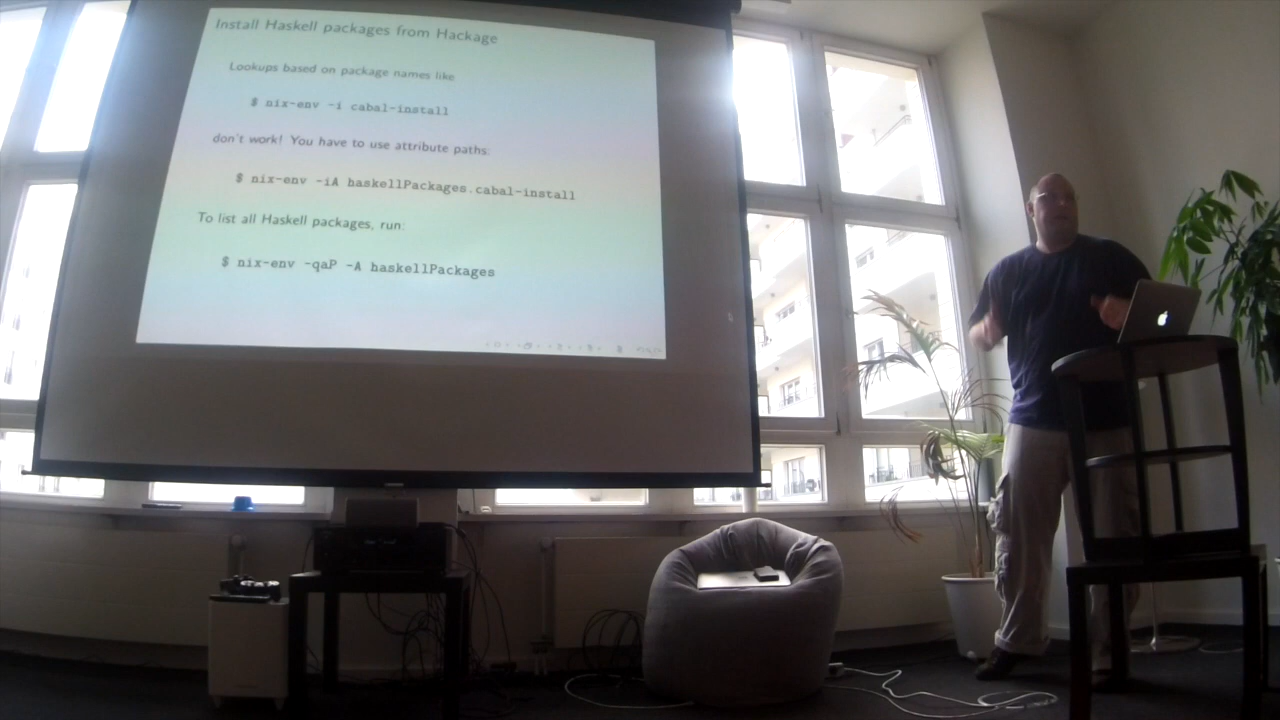 Install Haskell packages from Hackage
Lookups based on package names like
$ nix-env -i cabal-install
don't work! You have to use attribute paths:
$ nix-env -iA haskellPackages.cabal-install
To list all Haskell packages, run:
$ nix-env -qaP -A haskellPackages